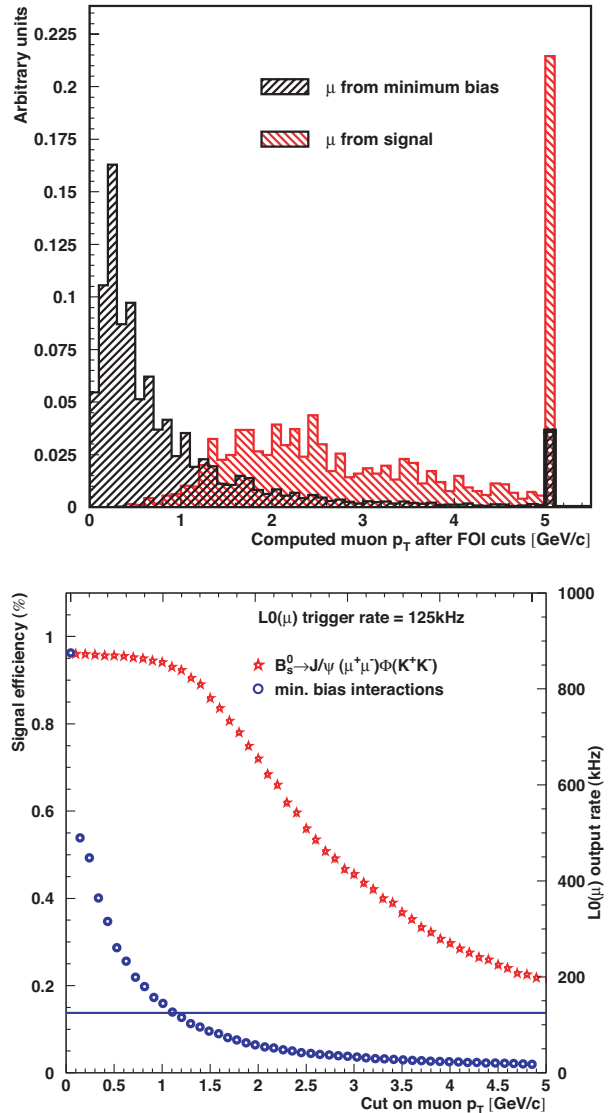 Arbitrary units
0.225
0.2
0.175
0.15
0.125
0.1
0.075
0.05
0.025
0
μ from minimum bias
μ from signal
0 1 2 3 4 5
Computed muon pT after FOI cuts [GeV/c]
Signal efficiency (%)
1
0.8
0.6
0.4
0.2
0
L0(μ) trigger rate = 125kHz
B⁰s→J/ψ (μ⁺μ⁻)Φ(K⁺K⁻)
min. bias interactions
1000
800
600
400
200
0
L0(μ) output rate (kHz)
0 0.5 1 1.5 2 2.5 3 3.5 4 4.5 5
Cut on muon pT [GeV/c]